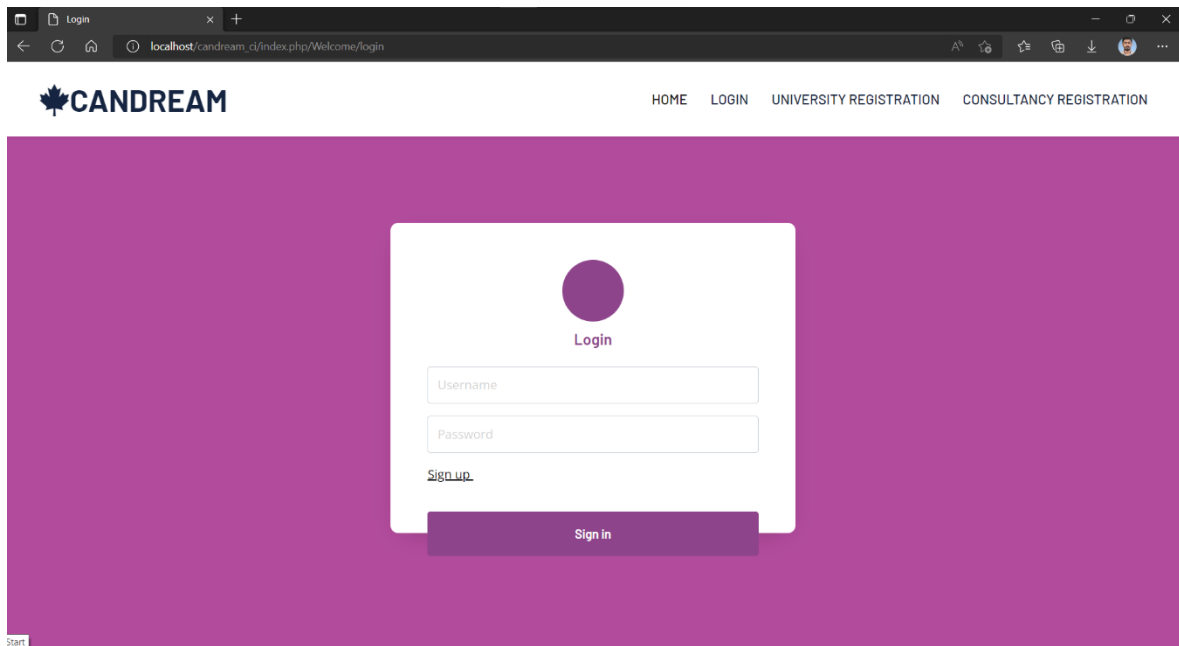 Login
localhost/candream_ci/index.php/Welcome/login
CANDREAM
HOME LOGIN UNIVERSITY REGISTRATION CONSULTANCY REGISTRATION
Login
Username
Password
Sign up
Sign in
Start